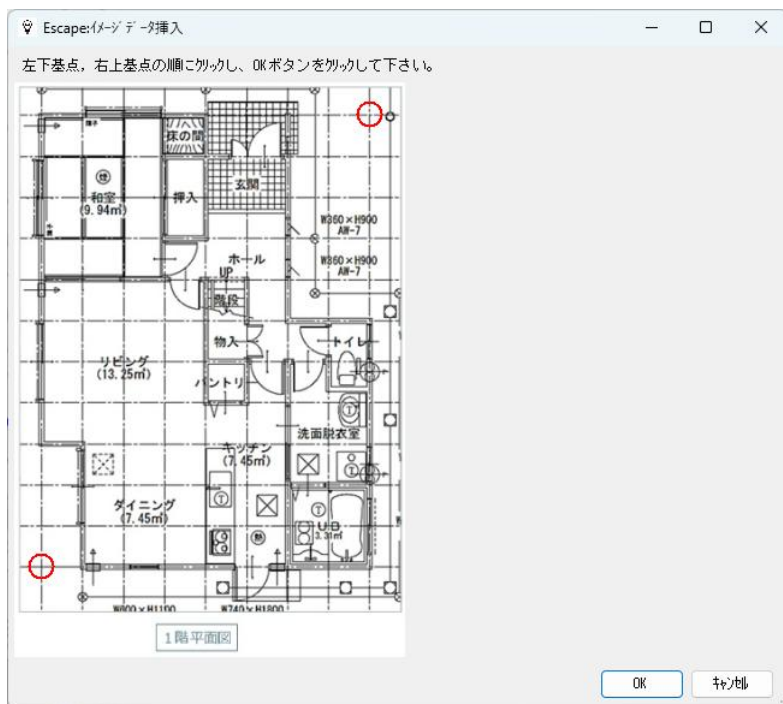 Escape:ｲﾒｰｼﾞ ﾃﾞｰﾀ挿入
左下基点，右上基点の順にｸﾘｯｸし、OKボタンをｸﾘｯｸして下さい。
床の間
和室
(9.94㎡)
押入
玄関
W360×H900
AW-7
ホール
UP
W360×H900
AW-7
階段
物入
トイレ
リビング
(13.25㎡)
パントリ
洗面脱衣室
キッチン
(7.45㎡)
ダイニング
(7.45㎡)
UB
3.31㎡
W600×H1100
W740×H1800
1階平面図
OK
ｷｬﾝｾﾙ